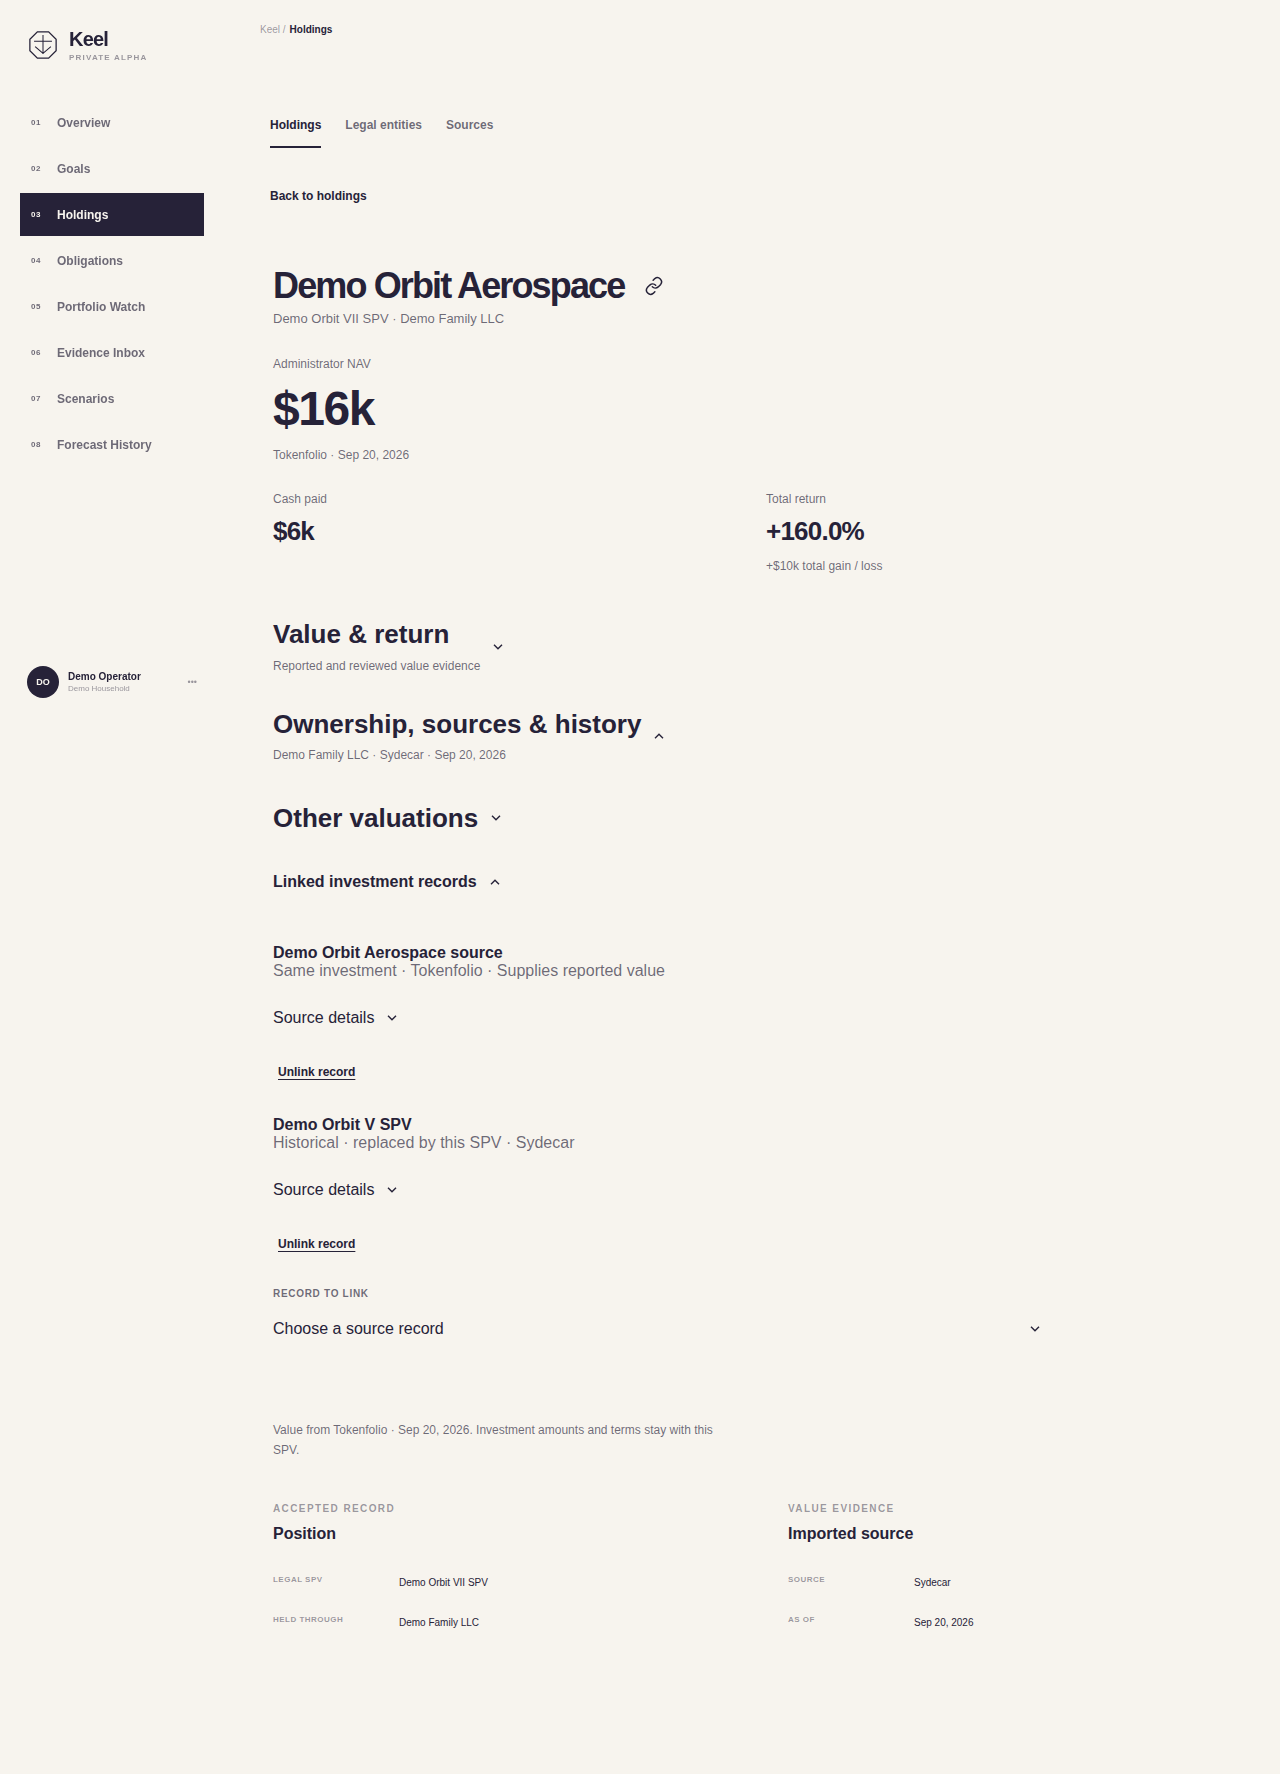 Keel
PRIVATE ALPHA
01 Overview
02 Goals
03 Holdings
04 Obligations
05 Portfolio Watch
06 Evidence Inbox
07 Scenarios
08 Forecast History
DO Demo Operator
Demo Household
Keel / Holdings
Holdings Legal entities Sources
Back to holdings
Demo Orbit Aerospace
Demo Orbit VII SPV · Demo Family LLC
Administrator NAV
$16k
Tokenfolio · Sep 20, 2026
Cash paid
$6k
Total return
+160.0%
+$10k total gain / loss
Value & return
Reported and reviewed value evidence
Ownership, sources & history
Demo Family LLC · Sydecar · Sep 20, 2026
Other valuations
Linked investment records
Demo Orbit Aerospace source
Same investment · Tokenfolio · Supplies reported value
Source details
Unlink record
Demo Orbit V SPV
Historical · replaced by this SPV · Sydecar
Source details
Unlink record
RECORD TO LINK
Choose a source record
Value from Tokenfolio · Sep 20, 2026. Investment amounts and terms stay with this
SPV.
ACCEPTED RECORD
Position
LEGAL SPV Demo Orbit VII SPV
HELD THROUGH Demo Family LLC
VALUE EVIDENCE
Imported source
SOURCE Sydecar
AS OF Sep 20, 2026